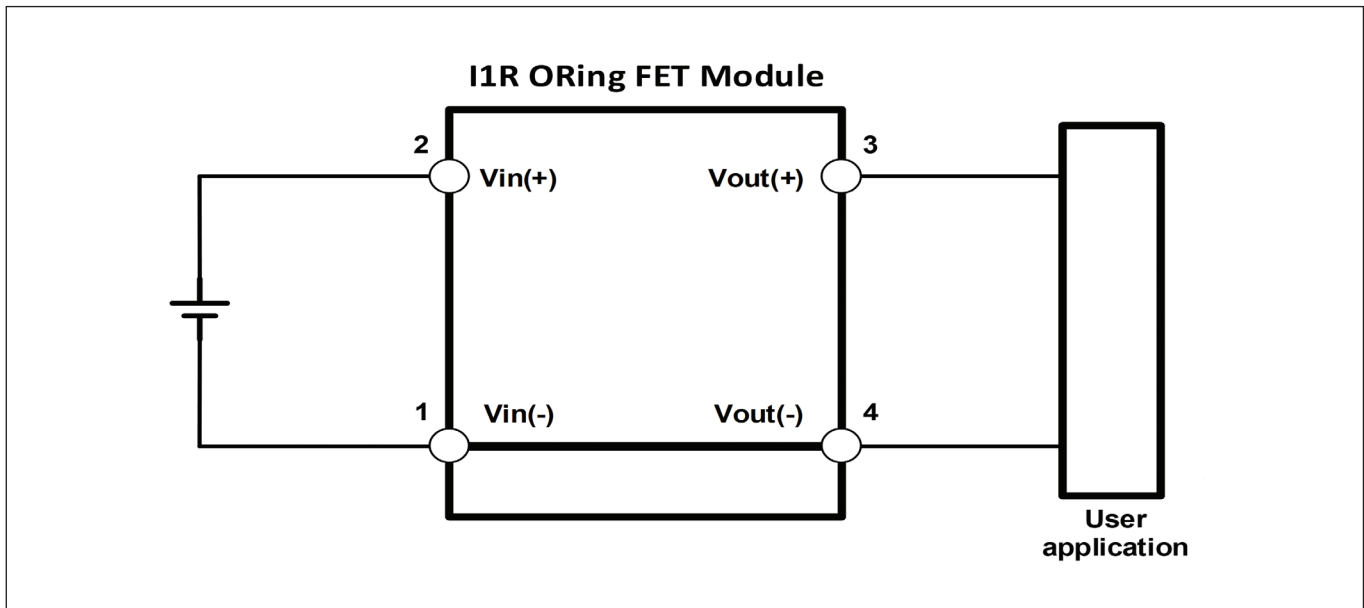 I1R ORing FET Module
2
3
Vin(+)
Vout(+)
1
4
Vin(-)
Vout(-)
User
application